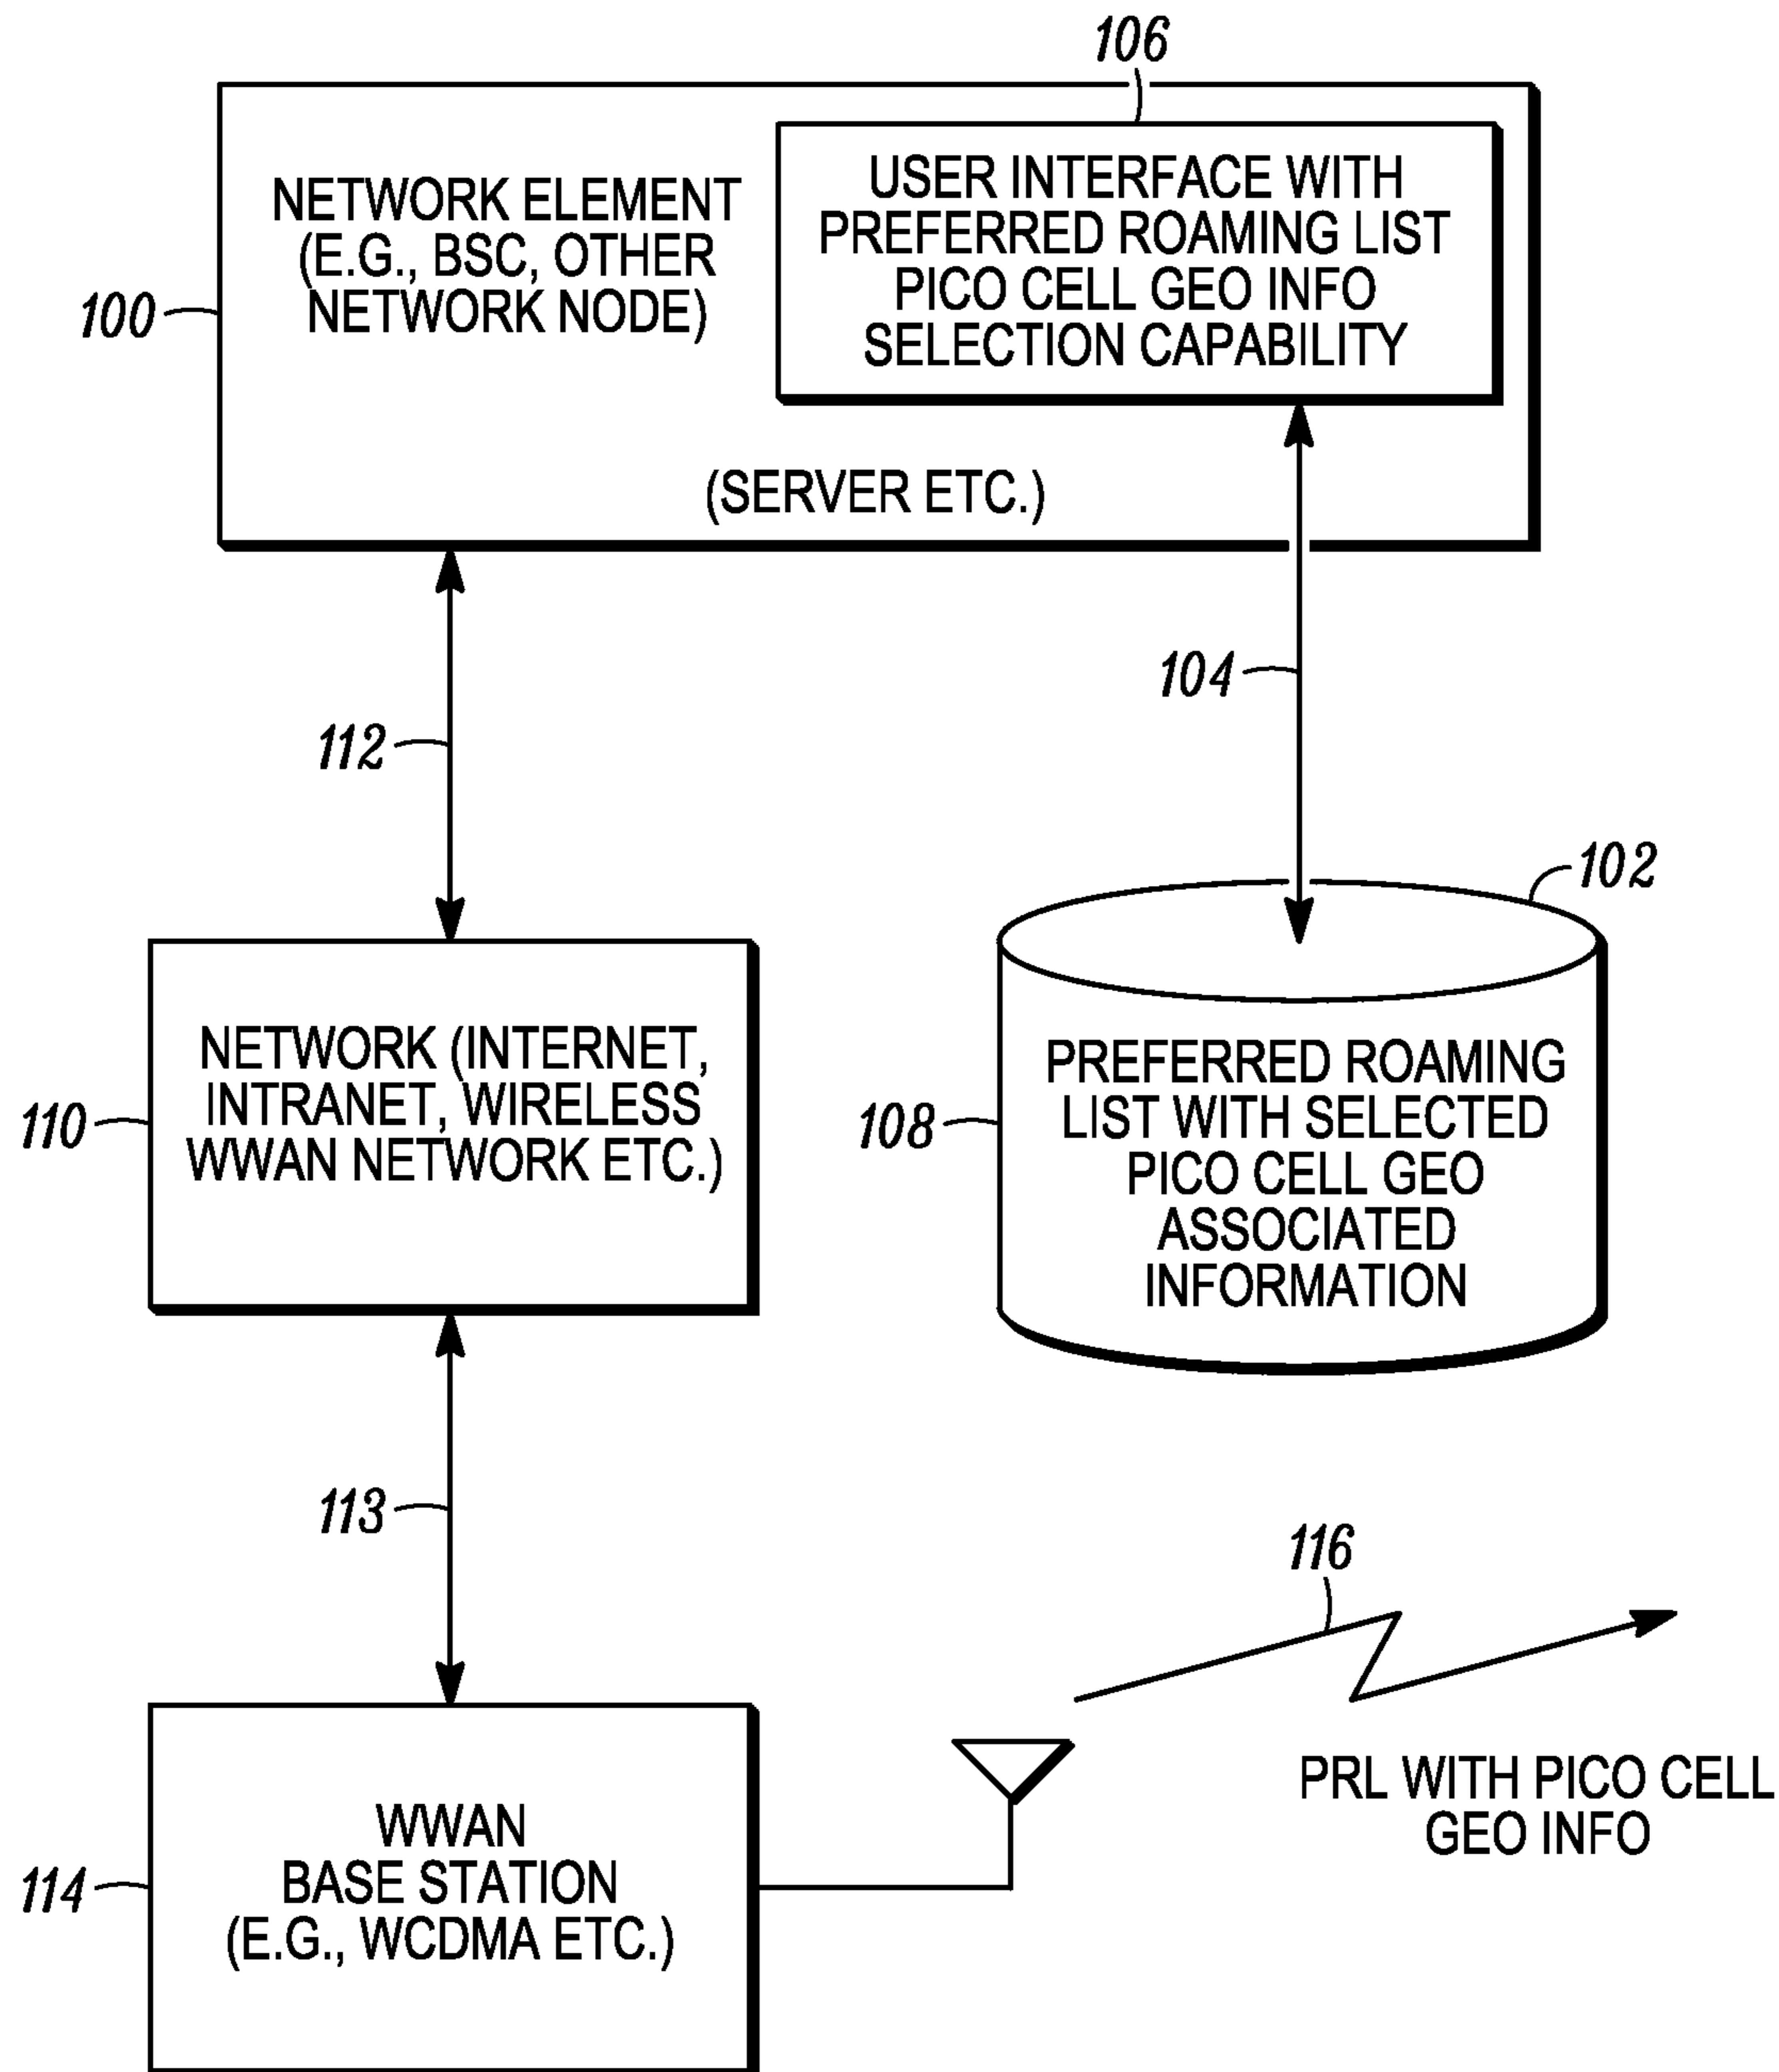 106
NETWORK ELEMENT
(E.G., BSC, OTHER
NETWORK NODE)
USER INTERFACE WITH
PREFERRED ROAMING LIST
PICO CELL GEO INFO
SELECTION CAPABILITY
100
(SERVER ETC.)
104
112
102
NETWORK (INTERNET,
INTRANET, WIRELESS
WWAN NETWORK ETC.)
110
PREFERRED ROAMING
LIST WITH SELECTED
PICO CELL GEO
ASSOCIATED
INFORMATION
108
113
116
PRL WITH PICO CELL
GEO INFO
WWAN
BASE STATION
(E.G., WCDMA ETC.)
114